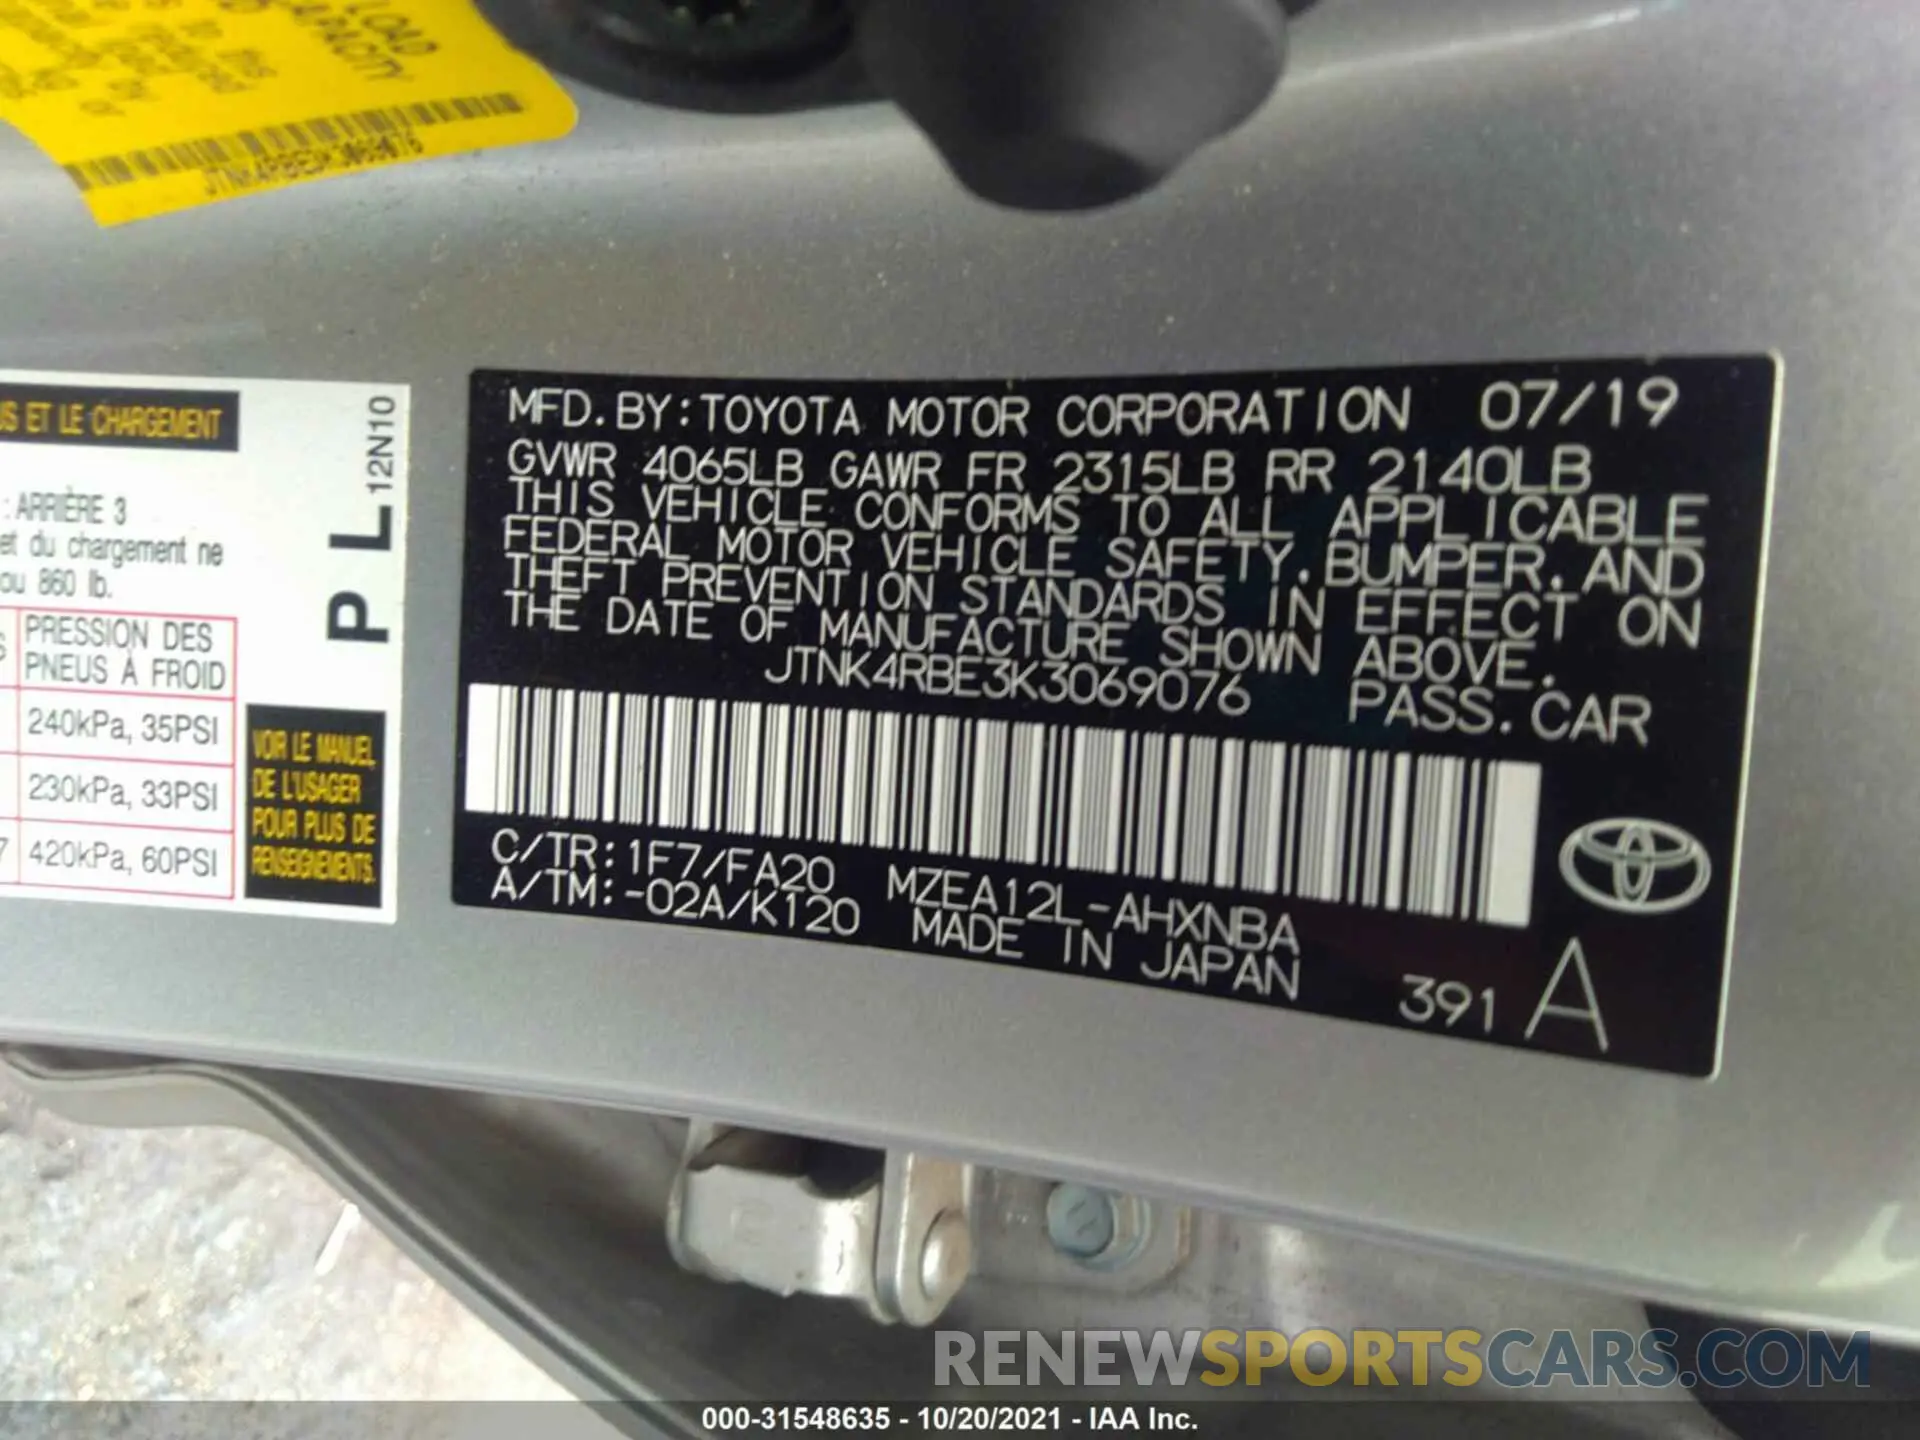 LOAD
CAPACITY
JTNK4RBE3K3069076
US ET LE CHARGEMENT
: ARRIÈRE 3
et du chargement ne
ou 860 lb.
PRESSION DES
PNEUS À FROID
240kPa, 35PSI
230kPa, 33PSI
7 420kPa, 60PSI
PL 12N10
VOIR LE MANUEL
DE L'USAGER
POUR PLUS DE
RENSEIGNEMENTS.
MFD. BY: TOYOTA MOTOR CORPORATION 07/19
GVWR 4065LB GAWR FR 2315LB RR 2140LB
THIS VEHICLE CONFORMS TO ALL APPLICABLE
FEDERAL MOTOR VEHICLE SAFETY, BUMPER, AND
THEFT PREVENTION STANDARDS IN EFFECT ON
THE DATE OF MANUFACTURE SHOWN ABOVE.
JTNK4RBE3K3069076 PASS. CAR
C/TR: 1F7/FA20 MZEA12L-AHXNBA
A/TM: -02A/K120 MADE IN JAPAN
391 A
RENEWSPORTSCARS.COM
000-31548635 - 10/20/2021 - IAA Inc.